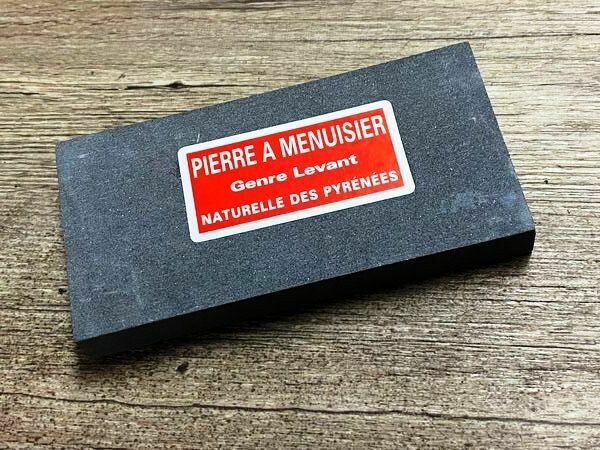 PIERRE A MENUISIER
Genre Levant
NATURELLE DES PYRÉNÉES